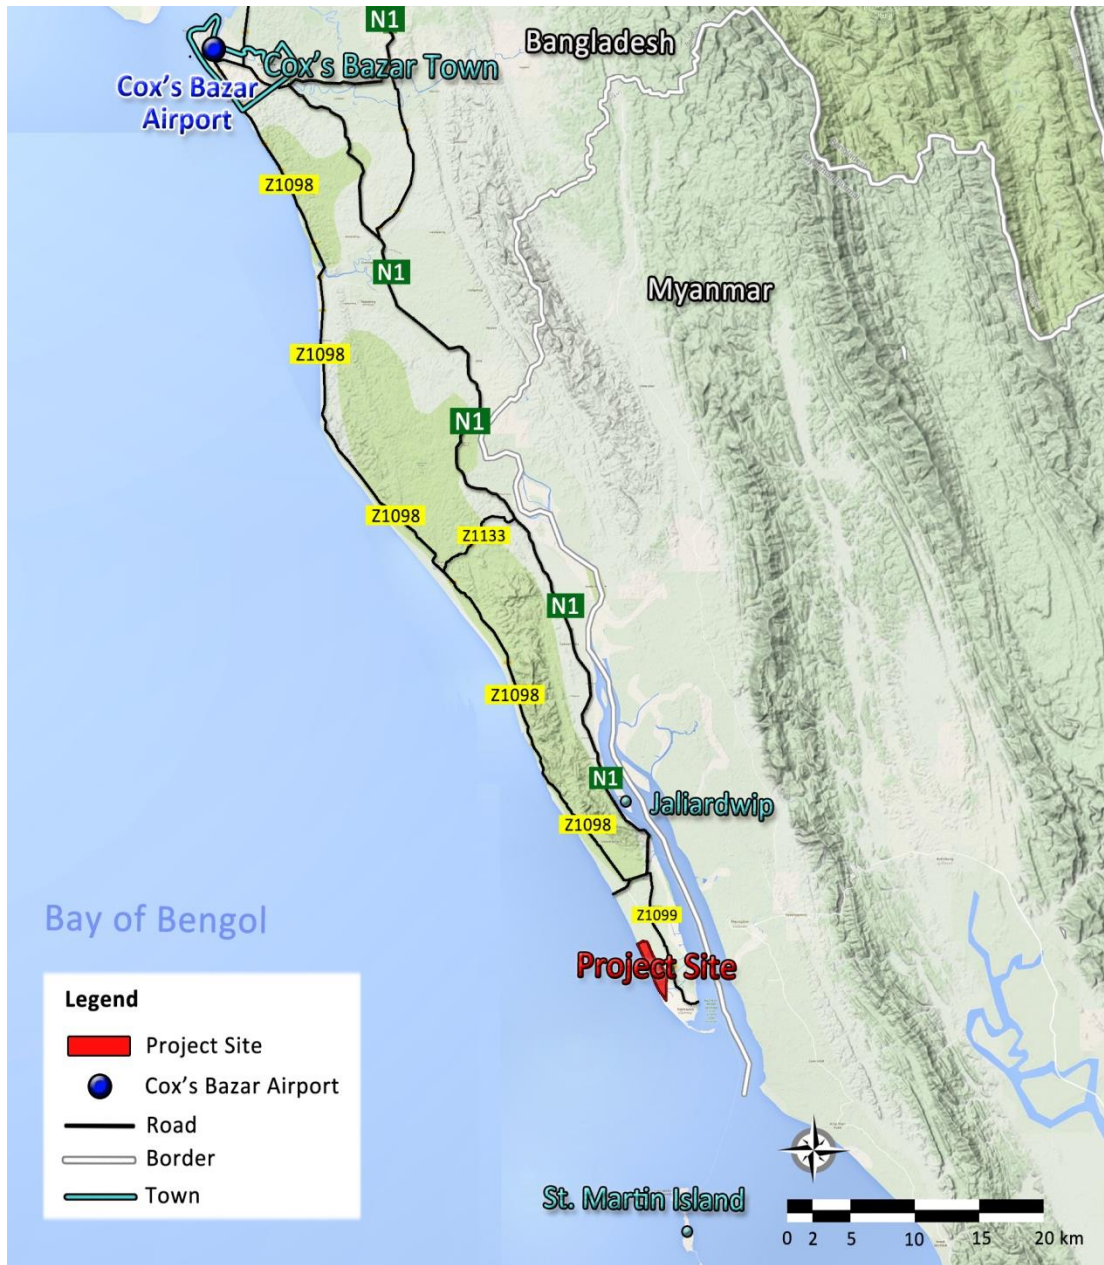 N1
Bangladesh
Cox's Bazar Town
Cox's Bazar
Airport
Z1098
N1
Myanmar
Z1098
N1
Z1098
Z1133
N1
Z1098
N1
Jaliardwip
Z1098
Z1099
Bay of Bengol
Project Site
Legend
Project Site
Cox's Bazar Airport
Road
Border
Town
St. Martin Island
0 2 5 10 15 20 km